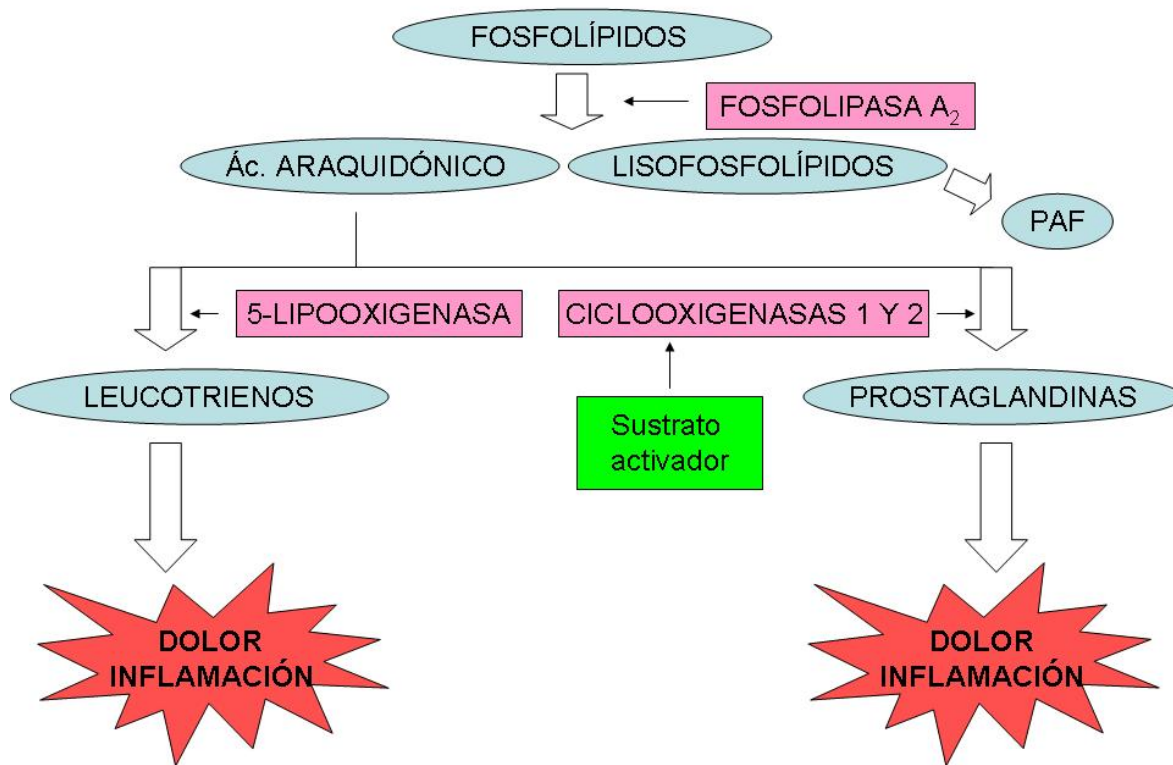 FOSFOLÍPIDOS
FOSFOLIPASA A₂
Ác. ARAQUIDÓNICO
LISOFOSFOLÍPIDOS
PAF
5-LIPOOXIGENASA
CICLOOXIGENASAS 1 Y 2
LEUCOTRIENOS
PROSTAGLANDINAS
Sustrato
activador
DOLOR
INFLAMACIÓN
DOLOR
INFLAMACIÓN